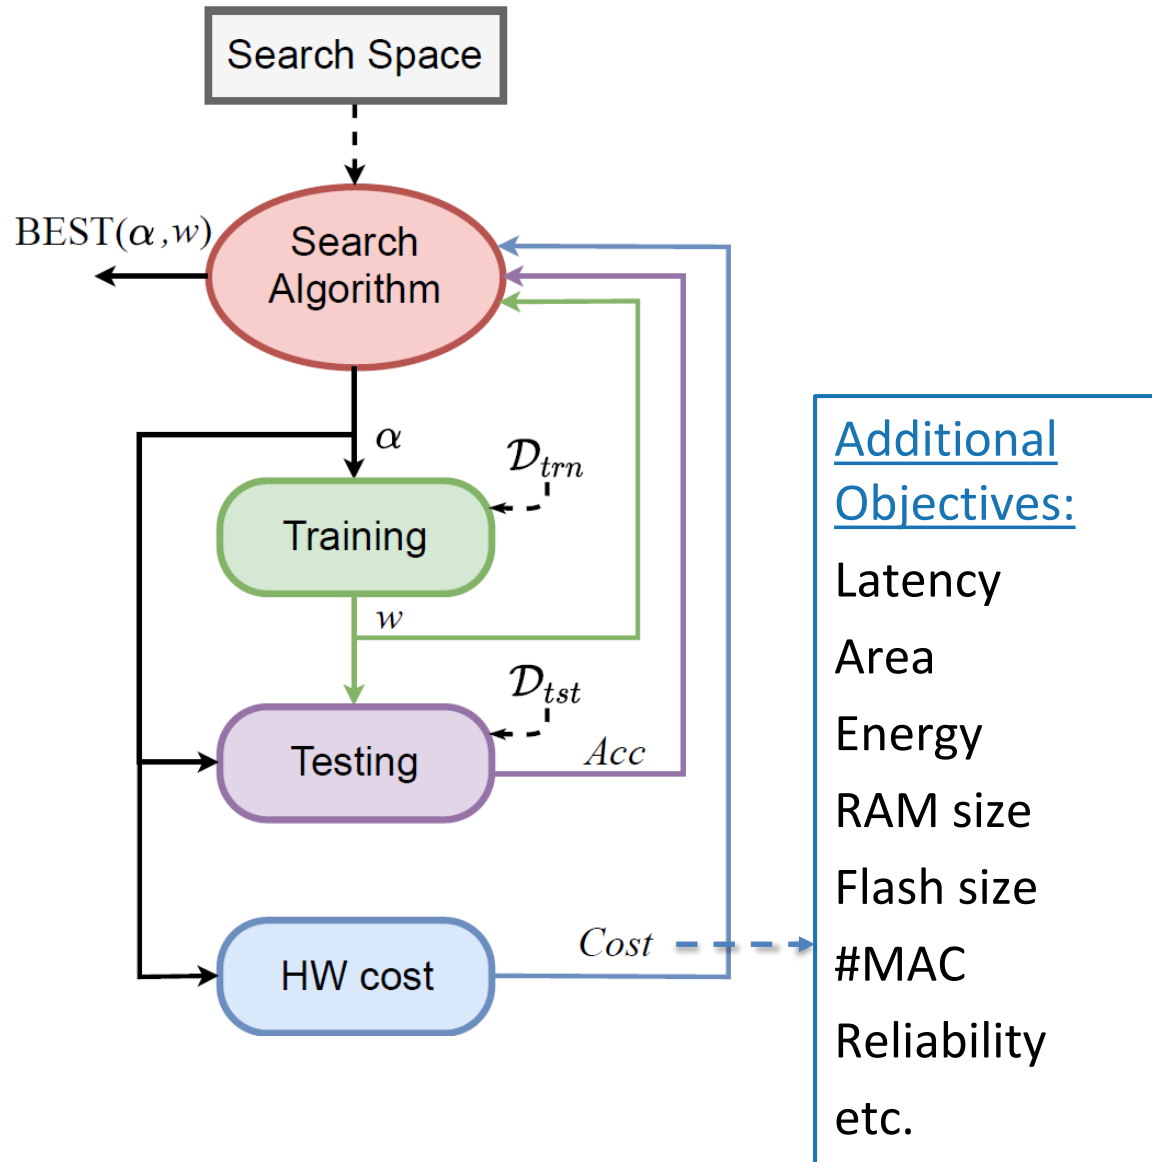 Search Space
BEST(α,w)
Search
Algorithm
α
𝒟trn
Training
w
𝒟tst
Testing
Acc
HW cost
Cost
Additional
Objectives:
Latency
Area
Energy
RAM size
Flash size
#MAC
Reliability
etc.